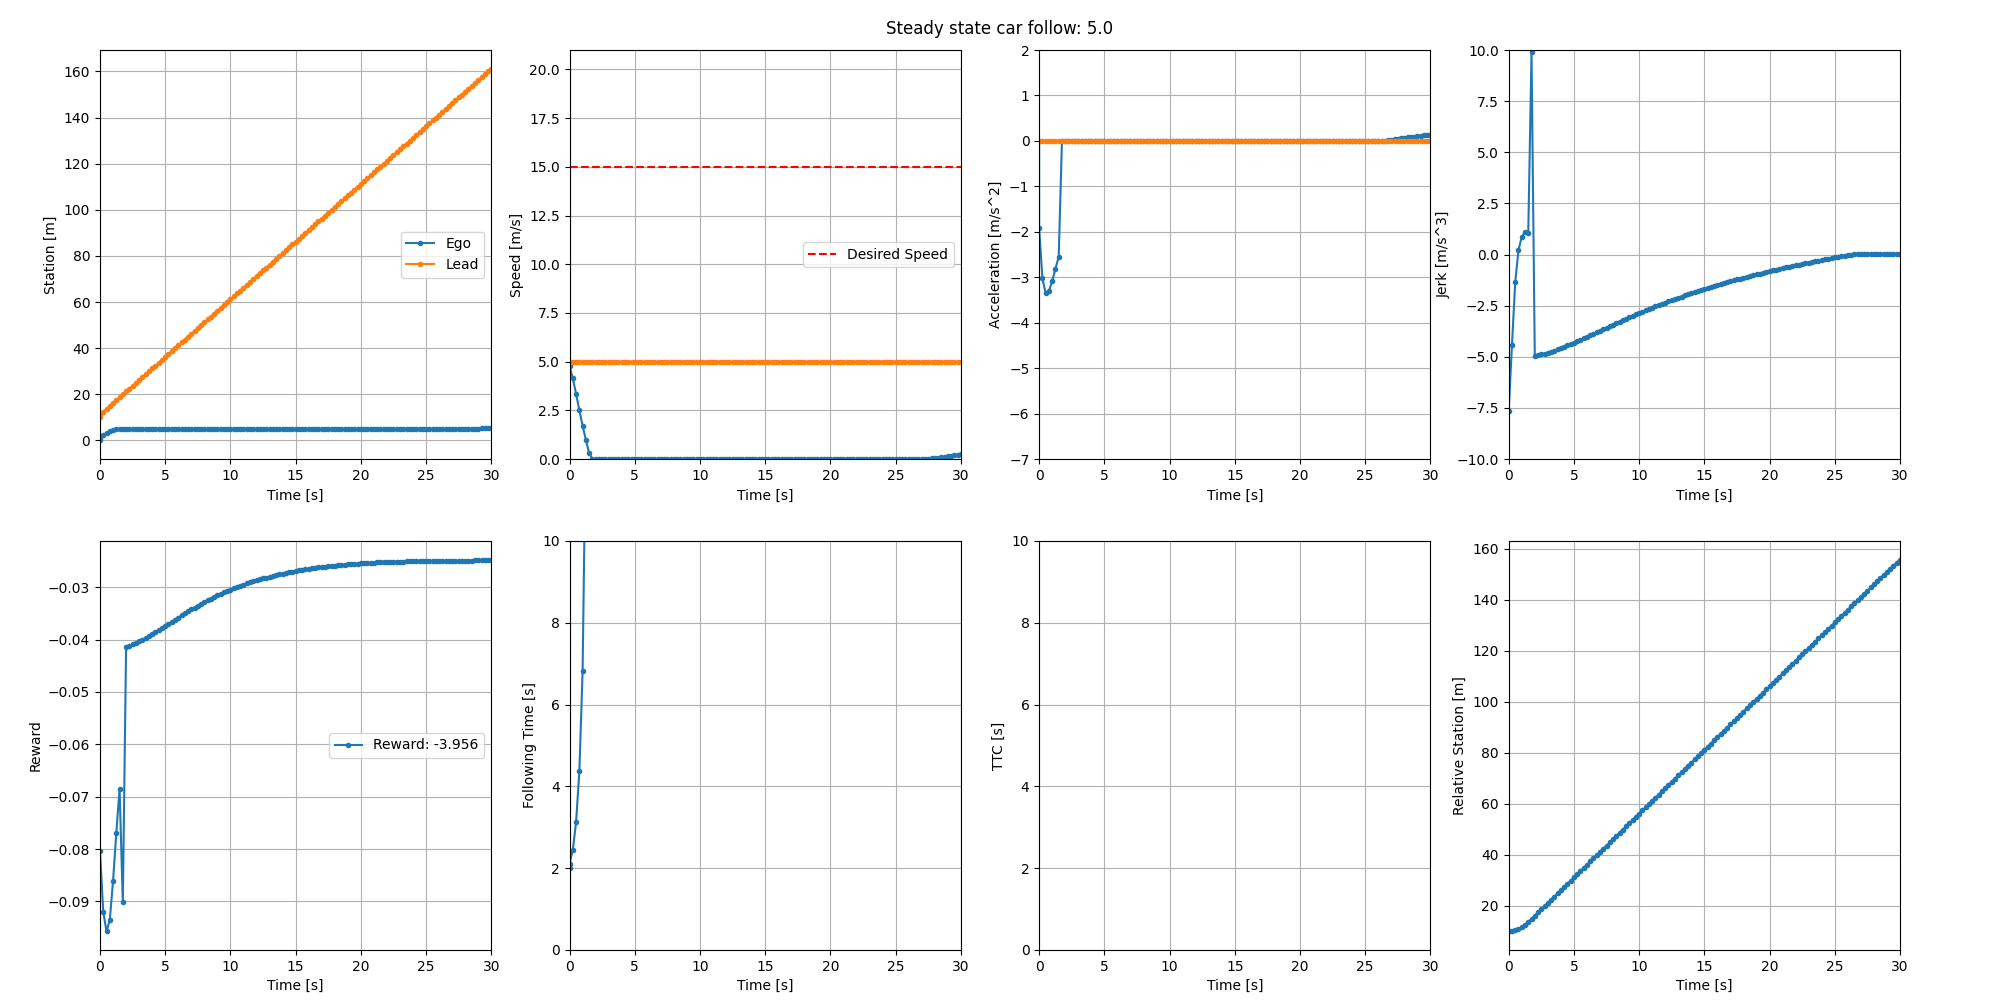 Steady state car follow: 5.0
160
140
120
100
80
60
40
20
0
Station [m]
Ego
Lead
0 5 10 15 20 25 30
Time [s]
20.0
17.5
15.0
12.5
10.0
7.5
5.0
2.5
0.0
Speed [m/s]
Desired Speed
0 5 10 15 20 25 30
Time [s]
2
1
0
−1
−2
−3
−4
−5
−6
−7
Acceleration [m/s^2]
0 5 10 15 20 25 30
Time [s]
10.0
7.5
5.0
2.5
0.0
−2.5
−5.0
−7.5
−10.0
Jerk [m/s^3]
0 5 10 15 20 25 30
Time [s]
−0.03
−0.04
−0.05
−0.06
−0.07
−0.08
−0.09
Reward
Reward: -3.956
0 5 10 15 20 25 30
Time [s]
10
8
6
4
2
0
Following Time [s]
0 5 10 15 20 25 30
Time [s]
10
8
6
4
2
0
TTC [s]
0 5 10 15 20 25 30
Time [s]
160
140
120
100
80
60
40
20
Relative Station [m]
0 5 10 15 20 25 30
Time [s]